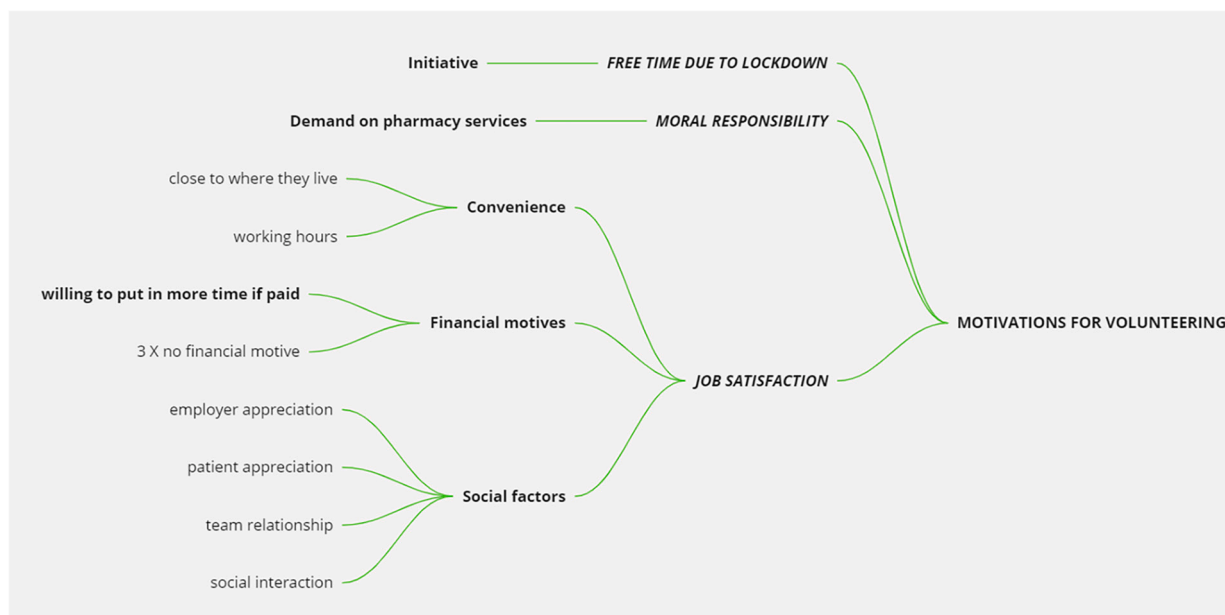 Initiative
FREE TIME DUE TO LOCKDOWN
Demand on pharmacy services
MORAL RESPONSIBILITY
close to where they live
Convenience
working hours
willing to put in more time if paid
Financial motives
MOTIVATIONS FOR VOLUNTEERING
3 X no financial motive
JOB SATISFACTION
employer appreciation
patient appreciation
Social factors
team relationship
social interaction